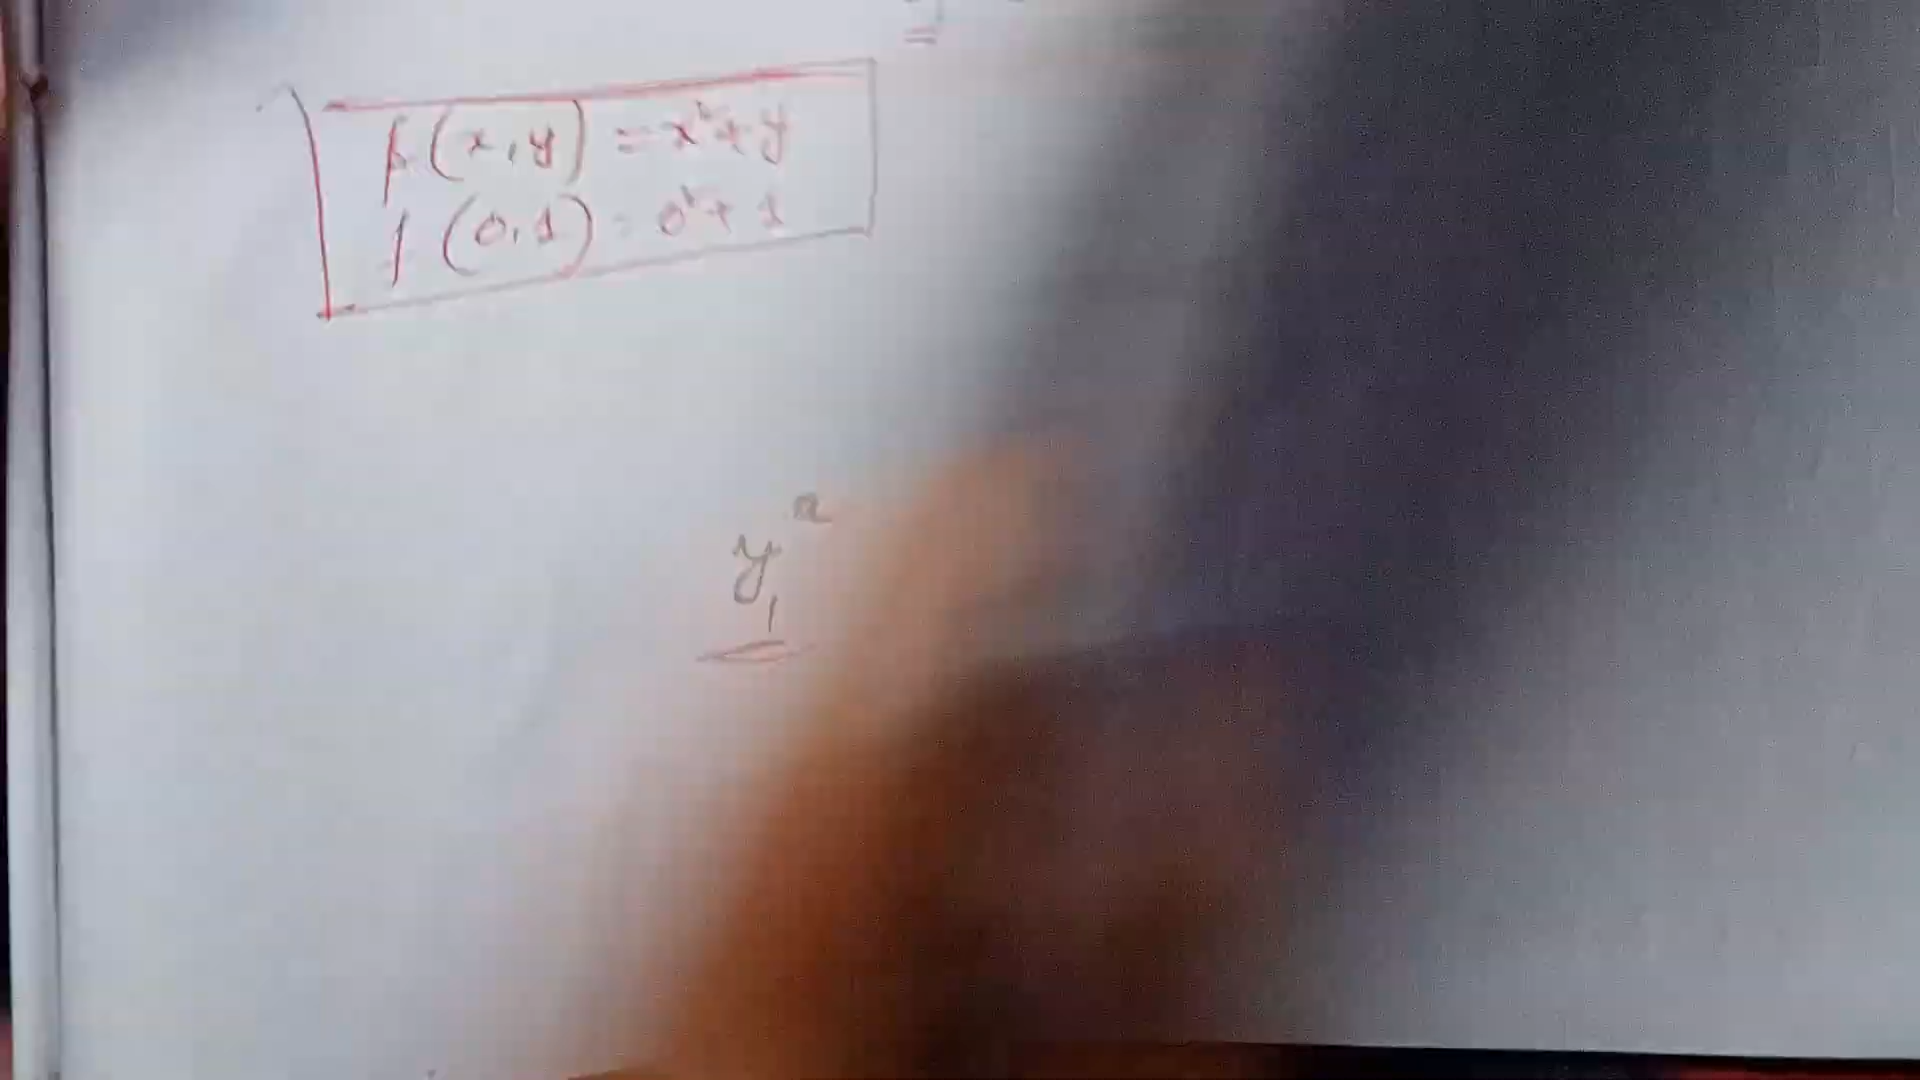 f(x,y) = x²+y
f(0,1) = 0²+1
y₁ᵃ